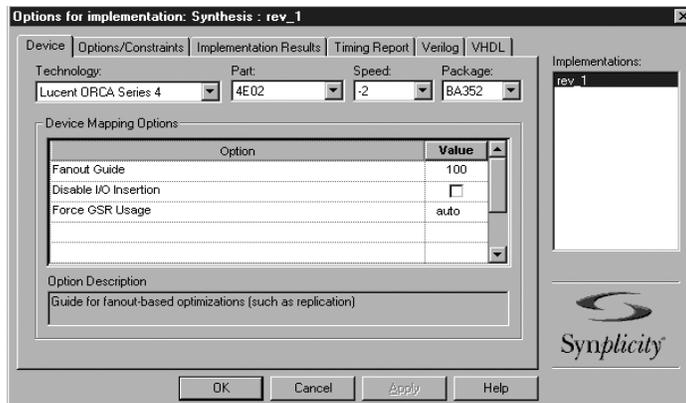 Options for implementation: Synthesis : rev_1
Device Options/Constraints Implementation Results Timing Report Verilog VHDL
Technology: Part: Speed: Package:
Lucent ORCA Series 4 4E02 -2 BA352
Device Mapping Options
Option Value
Fanout Guide 100
Disable I/O Insertion
Force GSR Usage auto
Option Description
Guide for fanout-based optimizations (such as replication)
Implementations:
rev_1
Synplicity
OK Cancel Apply Help